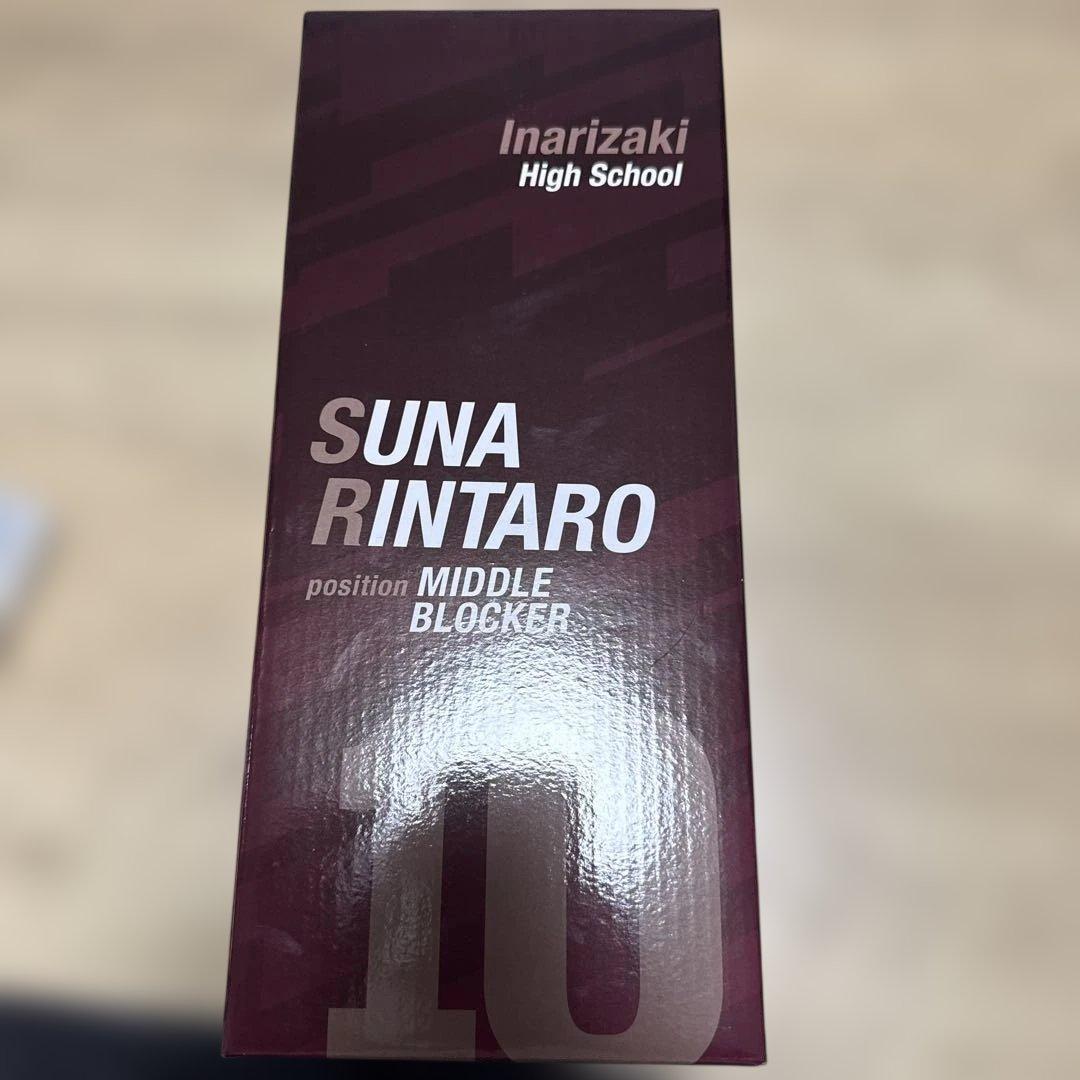 Inarizaki
High School
SUNA
RINTARO
position MIDDLE
BLOCKER
10